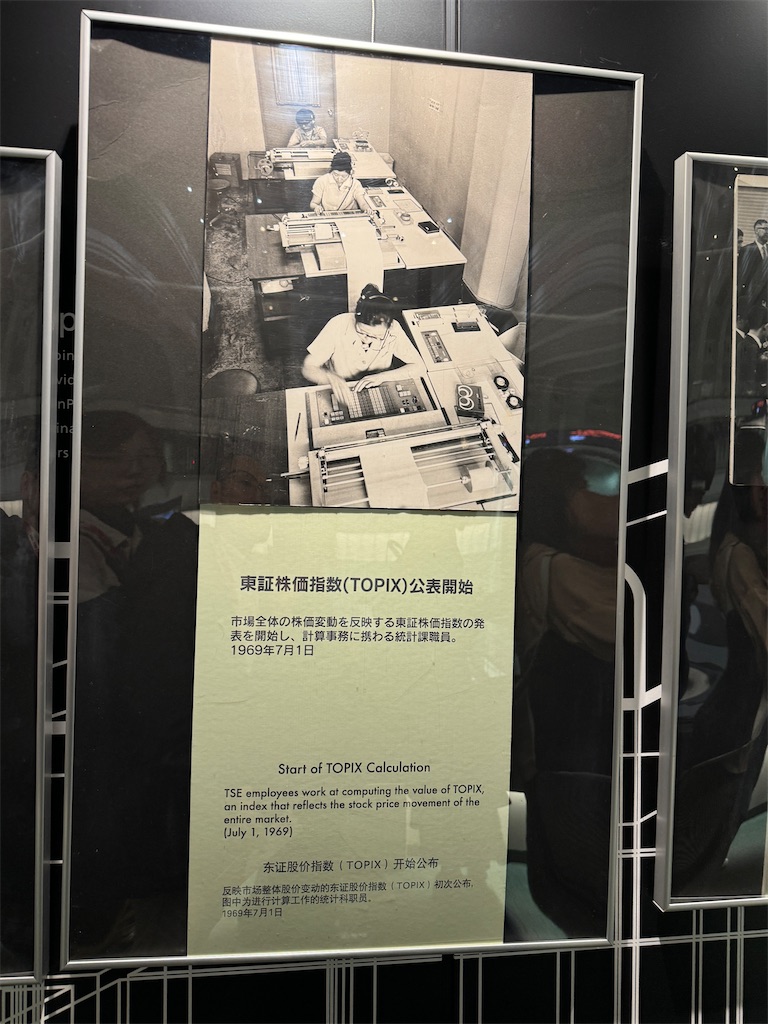 東証株価指数(TOPIX)公表開始
市場全体の株価変動を反映する東証株価指数の発
表を開始し、計算事務に携わる統計課職員。
1969年7月1日
Start of TOPIX Calculation
TSE employees work at computing the value of TOPIX,
an index that reflects the stock price movement of the
entire market.
(July 1, 1969)
东证股价指数（TOPIX）开始公布
反映市场整体股价变动的东证股价指数（TOPIX）初次公布,
图中为进行计算工作的统计科职员。
1969年7月1日